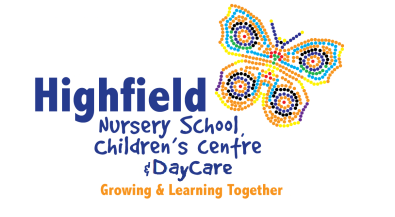 Highfield
Nursery School,
Children's Centre
& DayCare
Growing & Learning Together